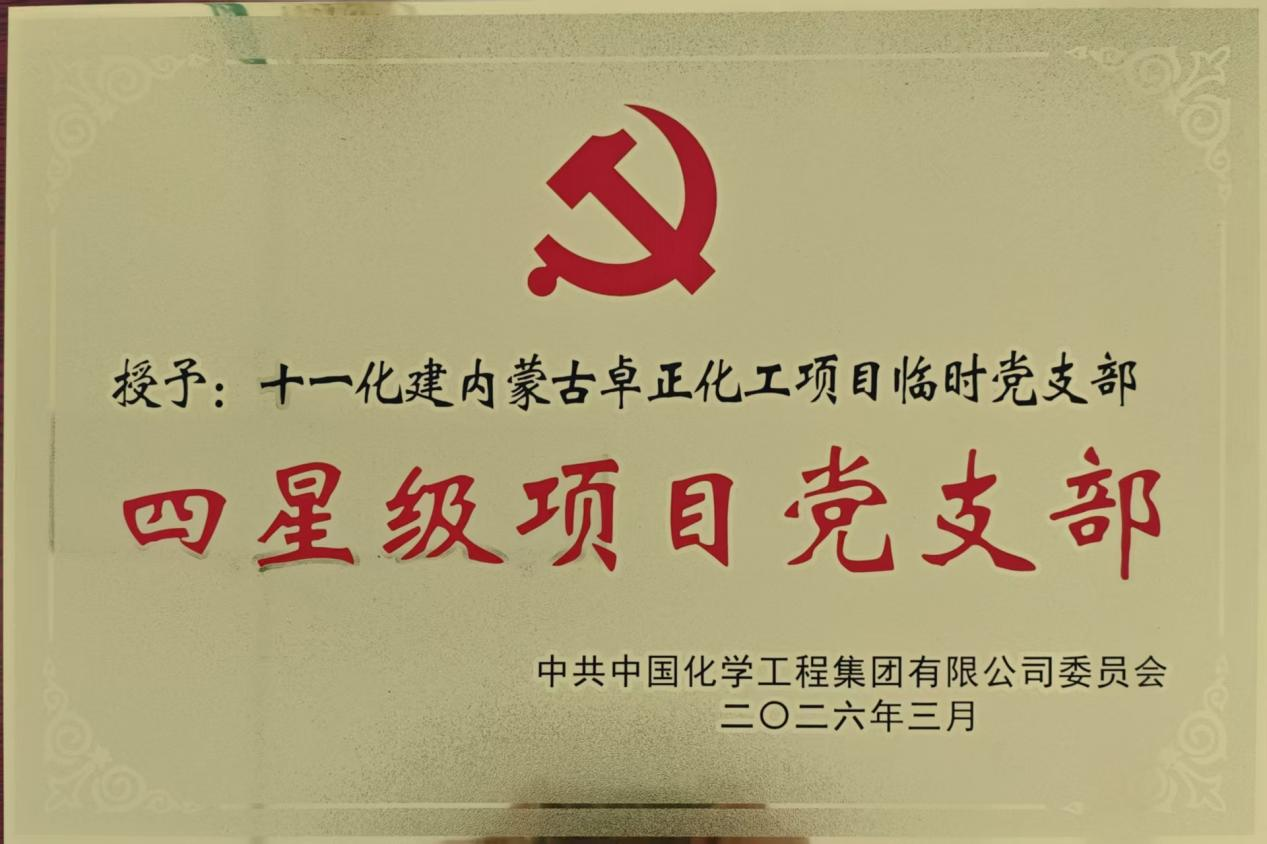 授予：十一化建内蒙古卓正化工项目临时党支部
四星级项目党支部
中共中国化学工程集团有限公司委员会
二〇二六年三月